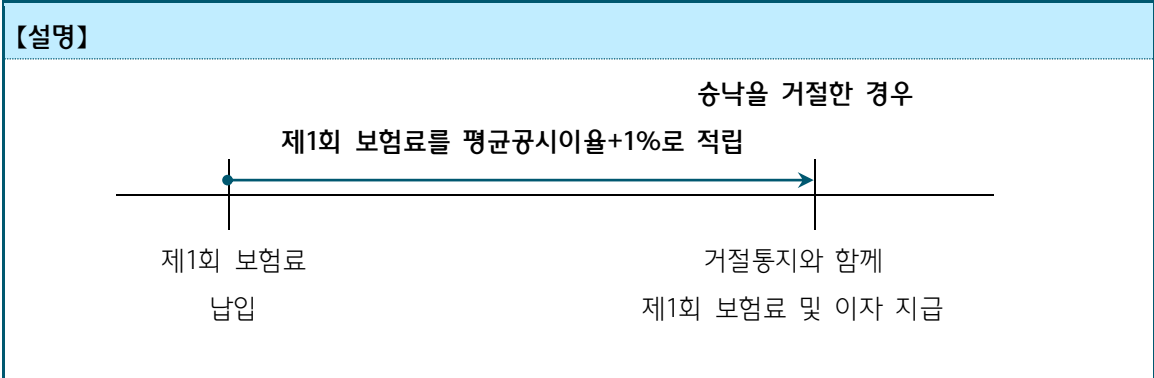 【설명】
승낙을 거절한 경우
제1회 보험료를 평균공시이율+1%로 적립
제1회 보험료
납입
거절통지와 함께
제1회 보험료 및 이자 지급